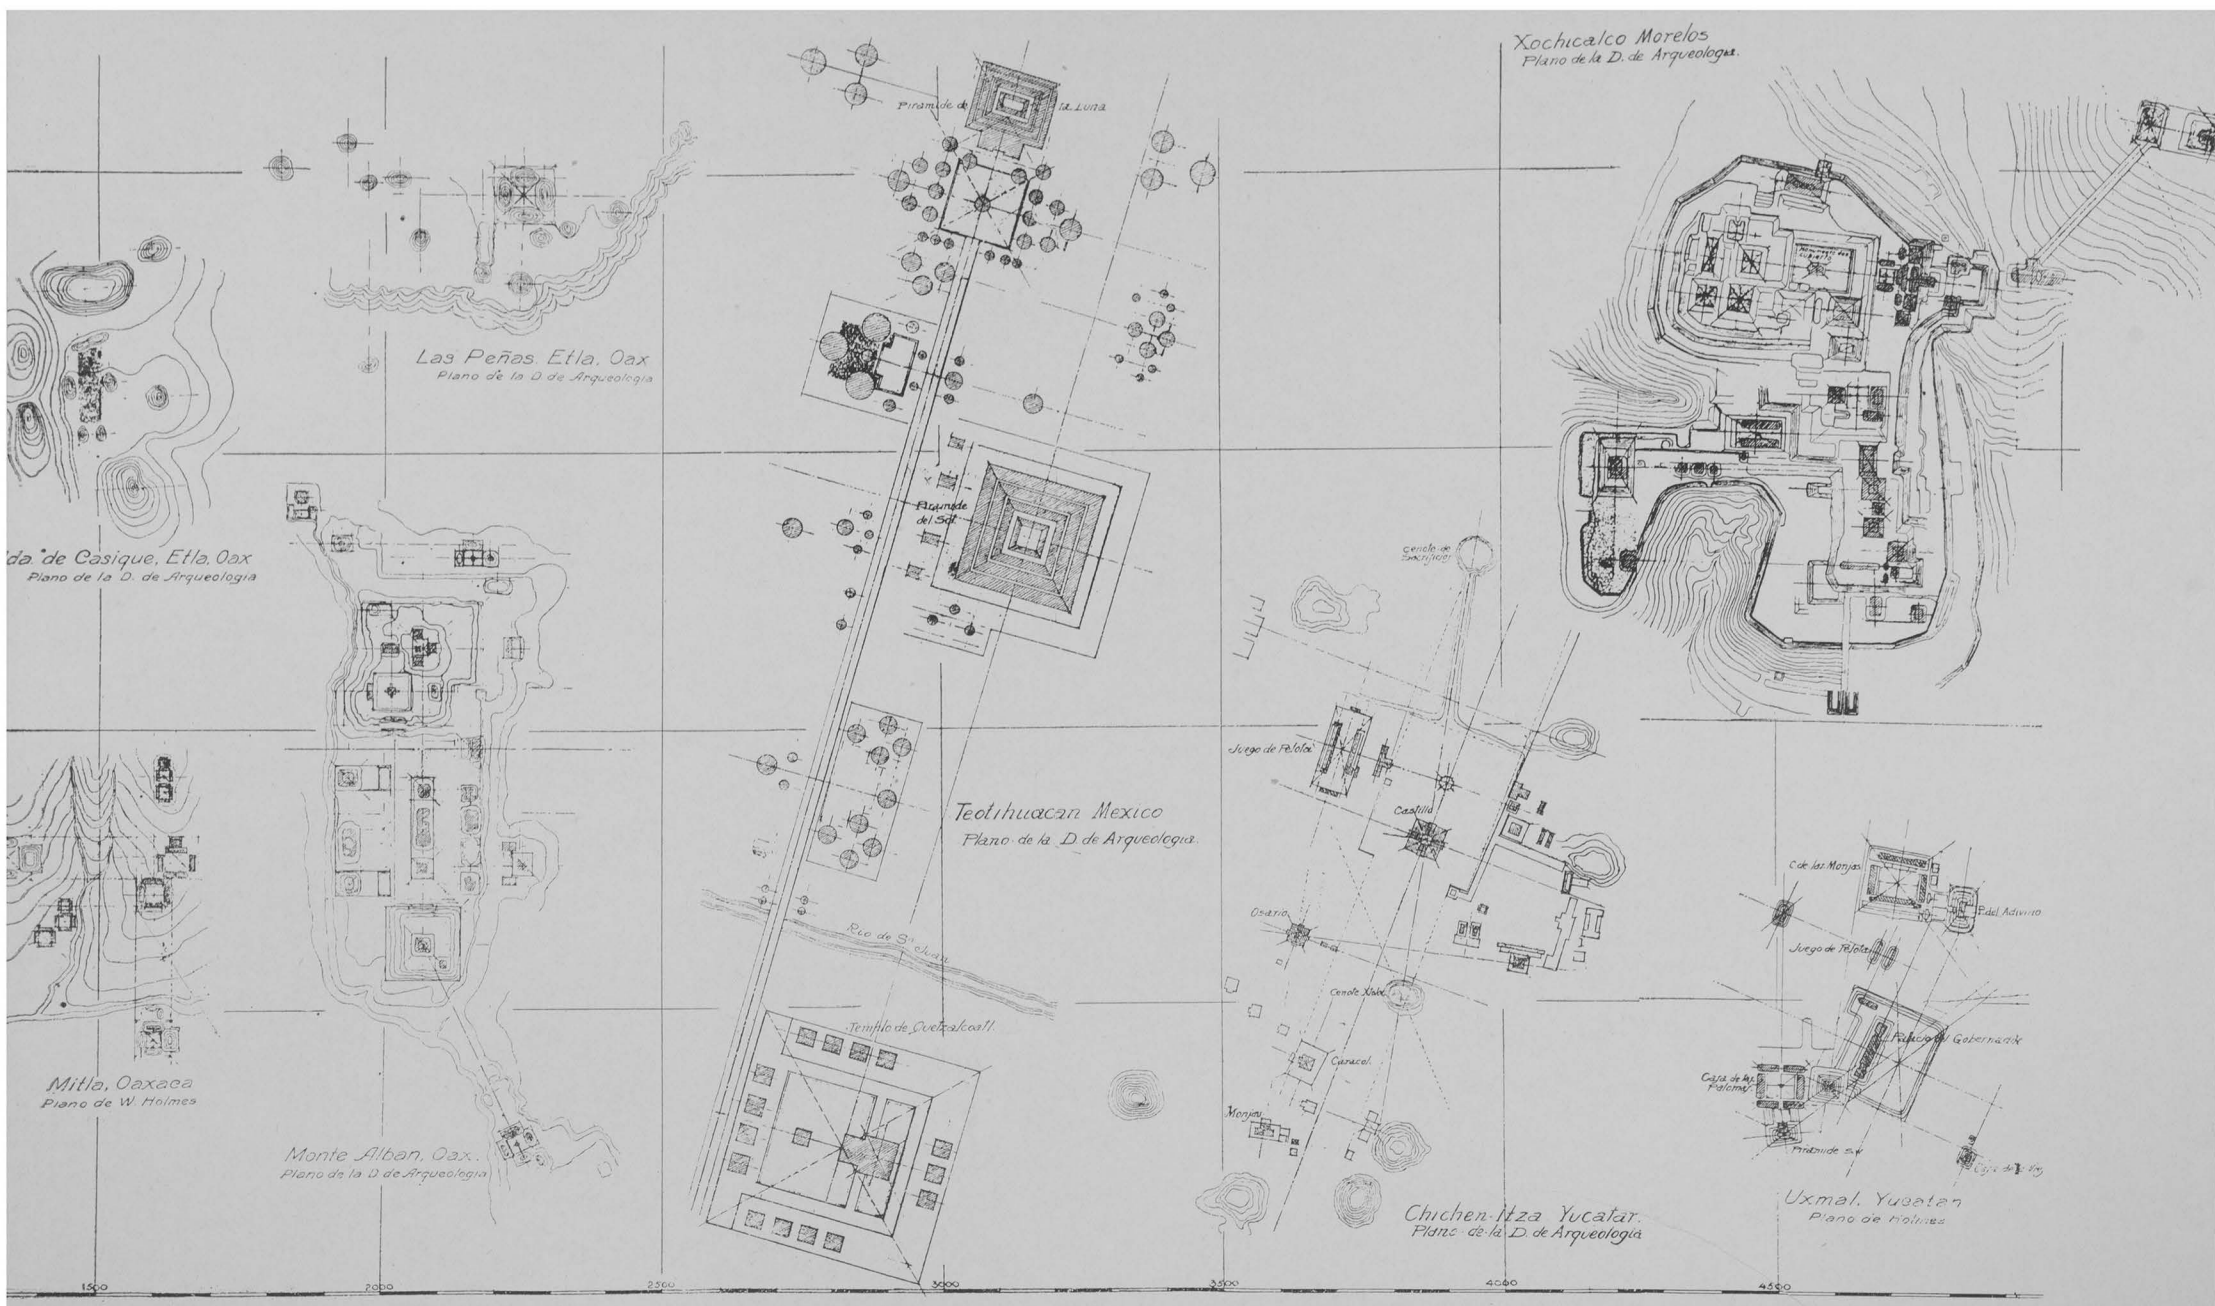 Xochicalco Morelos
Plano de la D. de Arqueologia.
Piramide de la Luna
Las Peñas. Etla. Oax
Plano de la D. de Arqueologia
da. de Casique, Etla, Oax
Plano de la D. de Arqueologia
Piramide
del Sol
Cenote de
Sacrificios
Juego de Pelota
Castillo
Teotihuacan Mexico
Plano de la D. de Arqueologia.
C. de las Monjas
P. del Adivino
Osario
Juego de Pelota
Rio de Sn Juan
Cenote Xtolol
Templo de Quetzalcoatl.
Palacio del Gobernador
Caracol.
Casa de las
Palomas
Mitla, Oaxaca
Plano de W. Holmes
Monjas
Monte Alban, Oax.
Plano de la D de Arqueologia
Piramide S.W
Chichen-Itza Yucatan.
Plano de la D. de Arqueologia
Uxmal. Yucatan
Plano de Holmes
1500
2000
2500
3000
3500
4000
4500